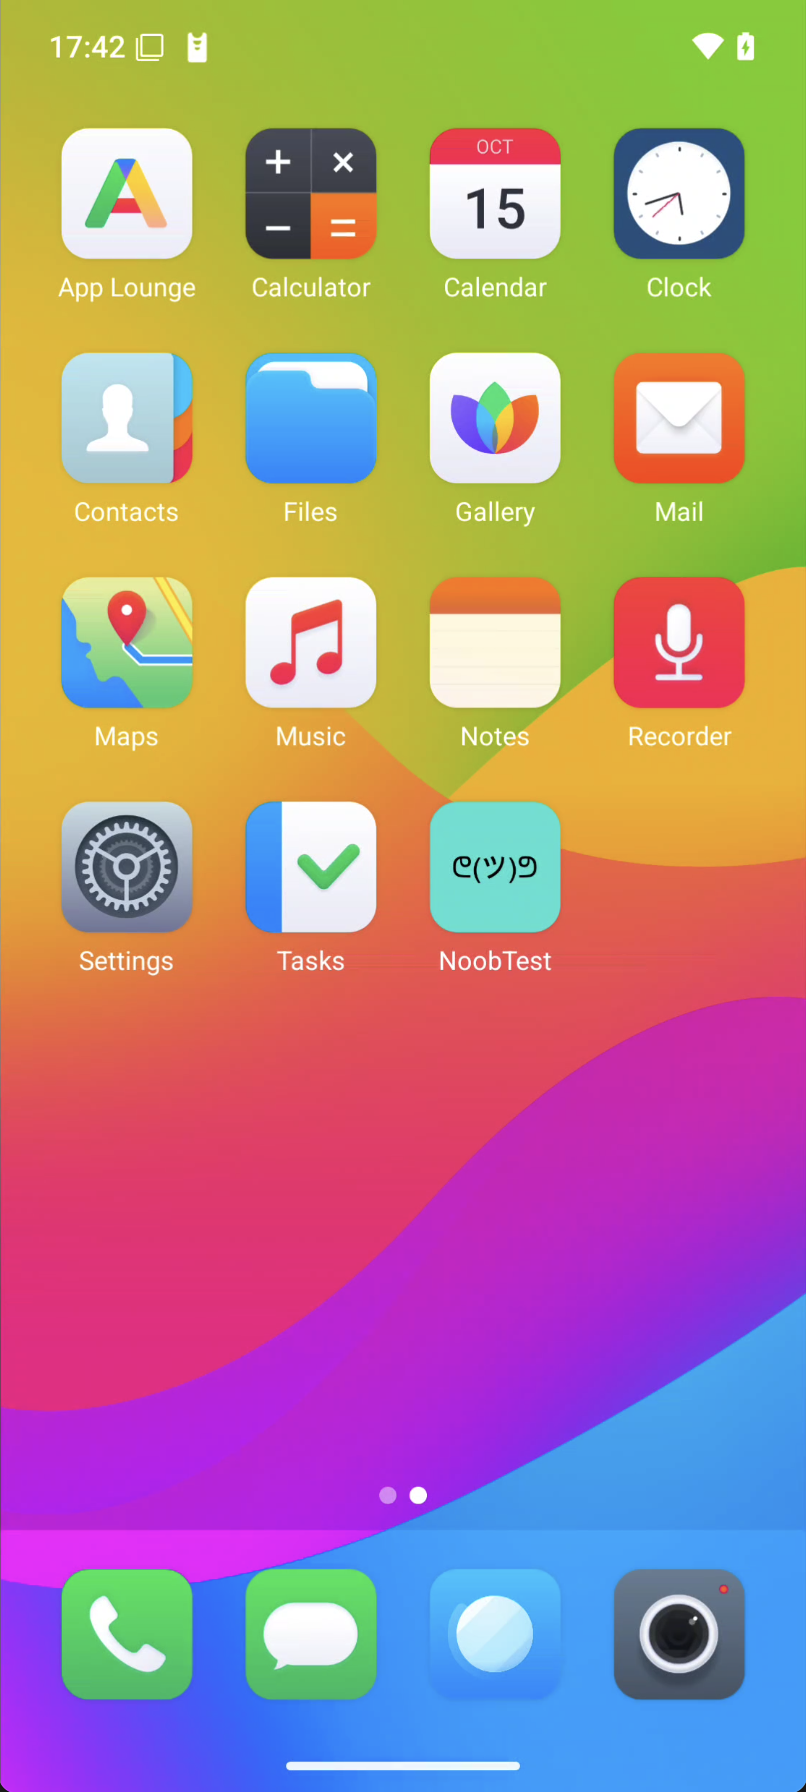 17:42
OCT
15
App Lounge
Calculator
Calendar
Clock
Contacts
Files
Gallery
Mail
Maps
Music
Notes
Recorder
ᕦ(ツ)ᕤ
Settings
Tasks
NoobTest